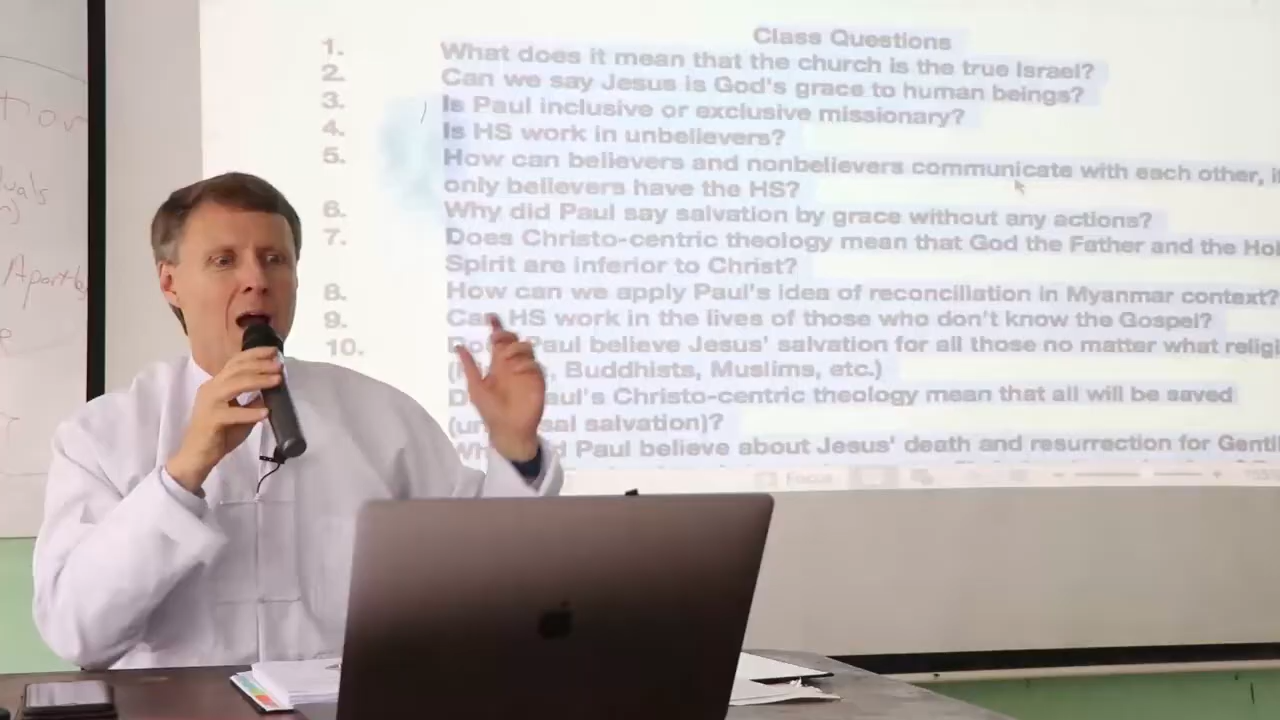 Class Questions
1. What does it mean that the church is the true Israel?
2. Can we say Jesus is God's grace to human beings?
3. Is Paul inclusive or exclusive missionary?
4. Is HS work in unbelievers?
5. How can believers and nonbelievers communicate with each other, if
only believers have the HS?
6. Why did Paul say salvation by grace without any actions?
7. Does Christo-centric theology mean that God the Father and the Hol
Spirit are inferior to Christ?
8. How can we apply Paul's idea of reconciliation in Myanmar context?
9. Can HS work in the lives of those who don't know the Gospel?
10. Paul believe Jesus' salvation for all those no matter what religi
Buddhists, Muslims, etc.)
aul's Christo-centric theology mean that all will be saved
sal salvation)?
d Paul believe about Jesus' death and resurrection for Gentil
Focus